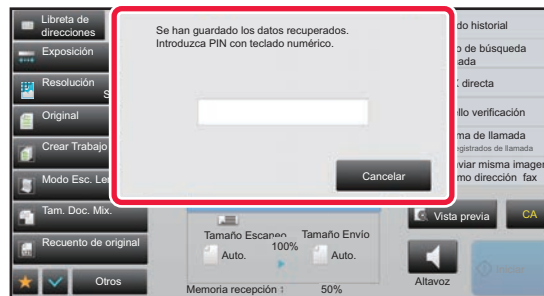 Libreta de
direcciones
Exposición
Resolución
S
Original
Crear Trabajo
Modo Esc. Le
Tam. Doc. Mix.
Recuento de original
Otros
Se han guardado los datos recuperados.
Introduzca PIN con teclado numérico.
Cancelar
do historial
o de búsqueda
ada
directa
llo verificación
ma de llamada
egistrados de llamada
viar misma imagen
mo dirección fax
Vista previa
CA
Tamaño Escaneo
Tamaño Envío
100%
Auto.
Auto.
Memoria recepción :
50%
Altavoz